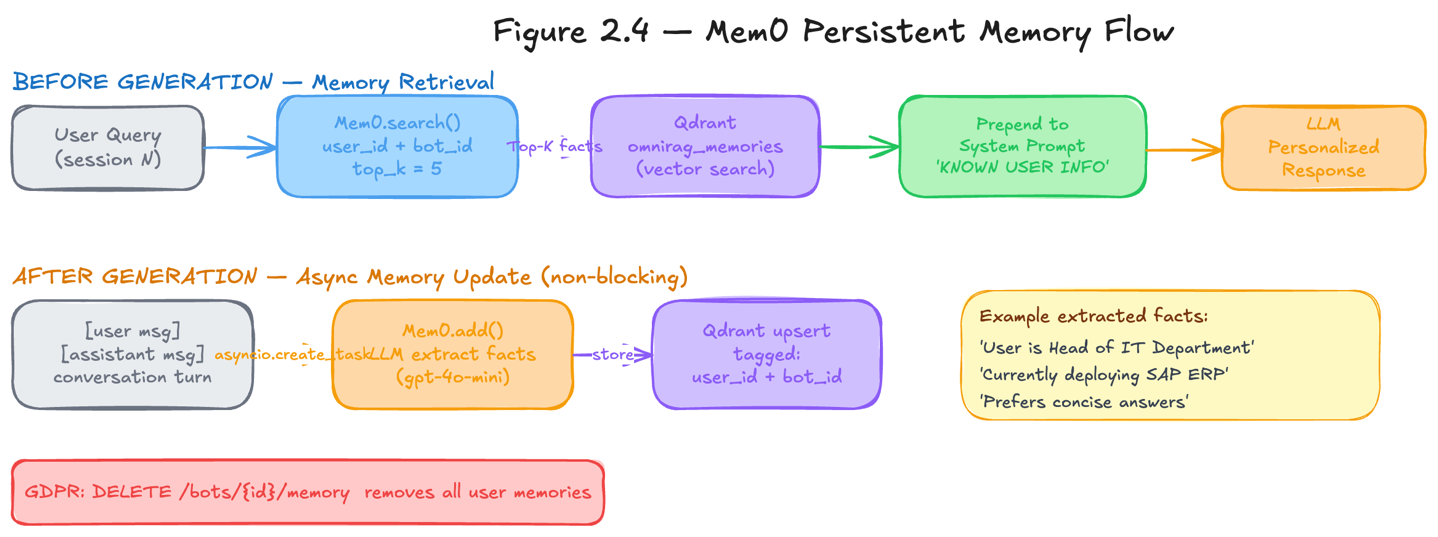 Figure 2.4 — Mem0 Persistent Memory Flow
BEFORE GENERATION — Memory Retrieval
User Query
(session N)
Mem0.search()
user_id + bot_id
top_k = 5
Top-K facts
Qdrant
omnirag_memories
(vector search)
Prepend to
System Prompt
'KNOWN USER INFO'
LLM
Personalized
Response
AFTER GENERATION — Async Memory Update (non-blocking)
[user msg]
[assistant msg]
conversation turn
asyncio.create_task
Mem0.add()
LLM extract facts
(gpt-4o-mini)
store
Qdrant upsert
tagged:
user_id + bot_id
Example extracted facts:
'User is Head of IT Department'
'Currently deploying SAP ERP'
'Prefers concise answers'
GDPR: DELETE /bots/{id}/memory  removes all user memories